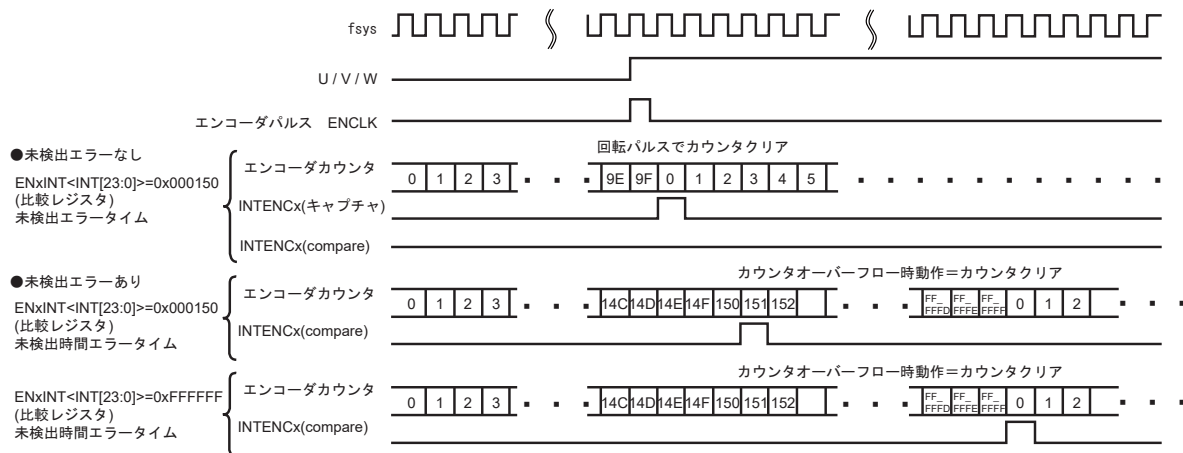 fsys
U / V / W
エンコーダパルス ENCLK
●未検出エラーなし
回転パルスでカウンタクリア
ENxINT<INT[23:0]>=0x000150
(比較レジスタ)
未検出エラータイム
エンコーダカウンタ
0 1 2 3 9E 9F 0 1 2 3 4 5
INTENCx(キャプチャ)
INTENCx(compare)
●未検出エラーあり
カウンタオーバーフロー時動作=カウンタクリア
ENxINT<INT[23:0]>=0x000150
(比較レジスタ)
未検出時間エラータイム
エンコーダカウンタ
0 1 2 3 14C 14D 14E 14F 150 151 152 FF_FFFD FF_FFFE FF_FFFF 0 1 2
INTENCx(compare)
カウンタオーバーフロー時動作=カウンタクリア
ENxINT<INT[23:0]>=0xFFFFFF
(比較レジスタ)
未検出時間エラータイム
エンコーダカウンタ
0 1 2 3 14C 14D 14E 14F 150 151 152 FF_FFFD FF_FFFE FF_FFFF 0 1 2
INTENCx(compare)